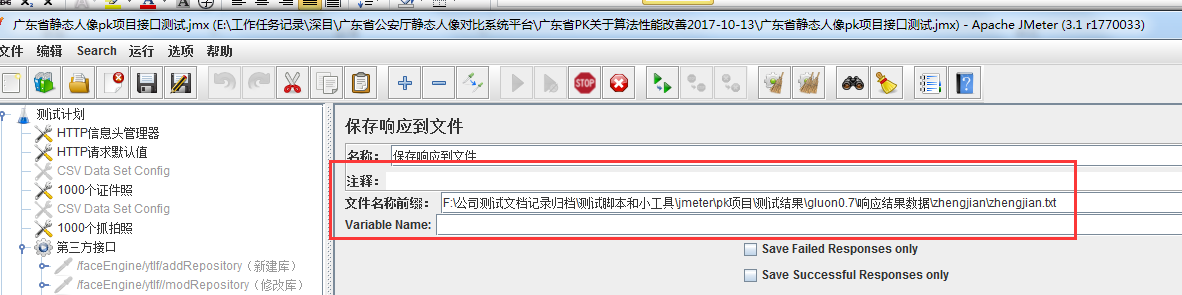 广东省静态人像pk项目接口测试.jmx (E:\工作任务记录\深目\广东省公安厅静态人像对比系统平台\广东省PK关于算法性能改善2017-10-13\广东省静态人像pk项目接口测试.jmx) - Apache JMeter (3.1 r1770033)
文件 编辑 Search 运行 选项 帮助
STOP
测试计划
HTTP信息头管理器
HTTP请求默认值
CSV Data Set Config
1000个证件照
CSV Data Set Config
1000个抓拍照
第三方接口
/faceEngine/ytlf/addRepository（新建库）
/faceEngine/ytlf//modRepository（修改库）
保存响应到文件
名称： 保存响应到文件
注释：
文件名称前缀： F:\公司测试文档记录归档\测试脚本和小工具\jmeter\pk项目\测试结果\gluon0.7\响应结果数据\zhengjian\zhengjian.txt
Variable Name:
Save Failed Responses only
Save Successful Responses only